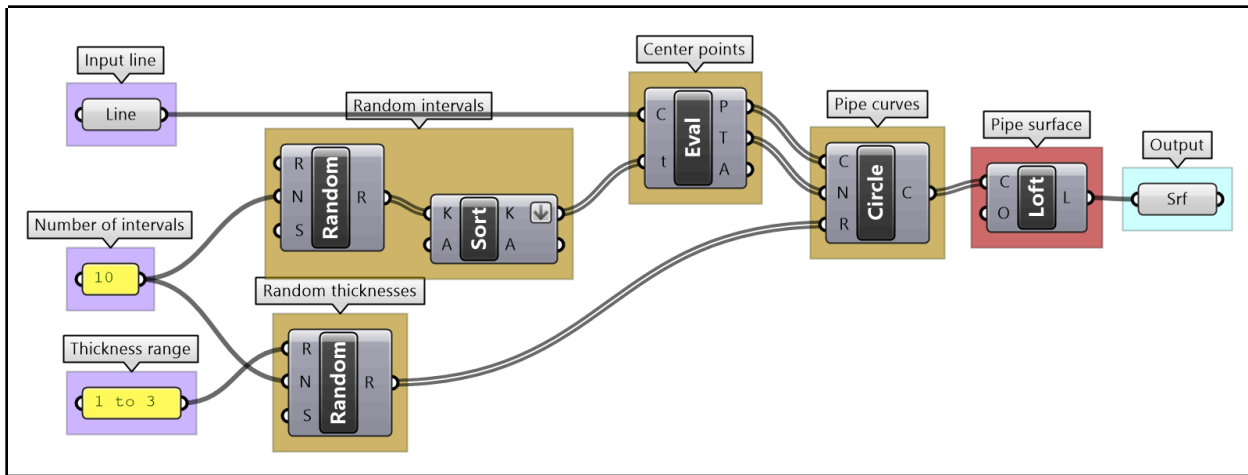 Input line
Line
Number of intervals
10
Thickness range
1 to 3
Random intervals
R
N
S
Random
R
K
A
Sort
K
A
Random thicknesses
R
N
S
Random
R
Center points
C
t
Eval
P
T
A
Pipe curves
C
N
R
Circle
C
Pipe surface
C
O
Loft
L
Output
Srf